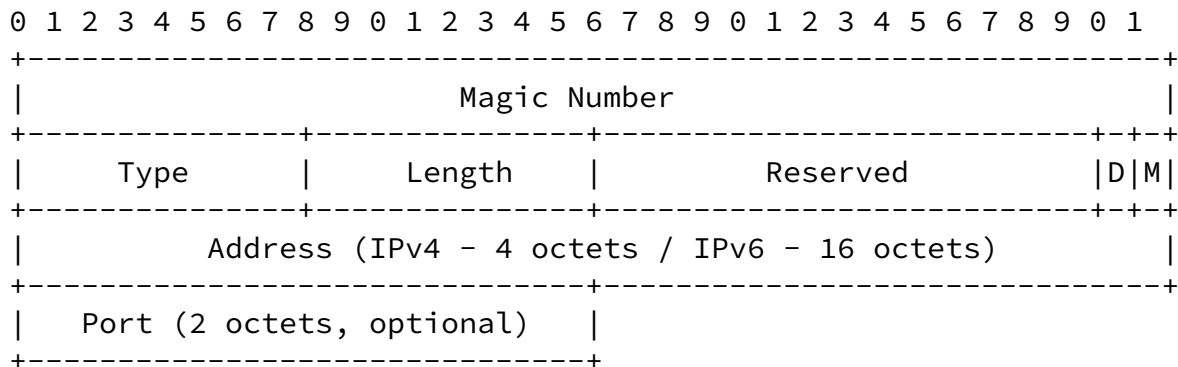 0 1 2 3 4 5 6 7 8 9 0 1 2 3 4 5 6 7 8 9 0 1 2 3 4 5 6 7 8 9 0 1
+---------------------------------------------------------------+
| Magic Number |
+---------------+---------------+---------------------------+-+-+
| Type | Length | Reserved |D|M|
+---------------+---------------+---------------------------+-+-+
| Address (IPv4 - 4 octets / IPv6 - 16 octets) |
+-------------------------------+-------------------------------+
| Port (2 octets, optional) |
+-------------------------------+